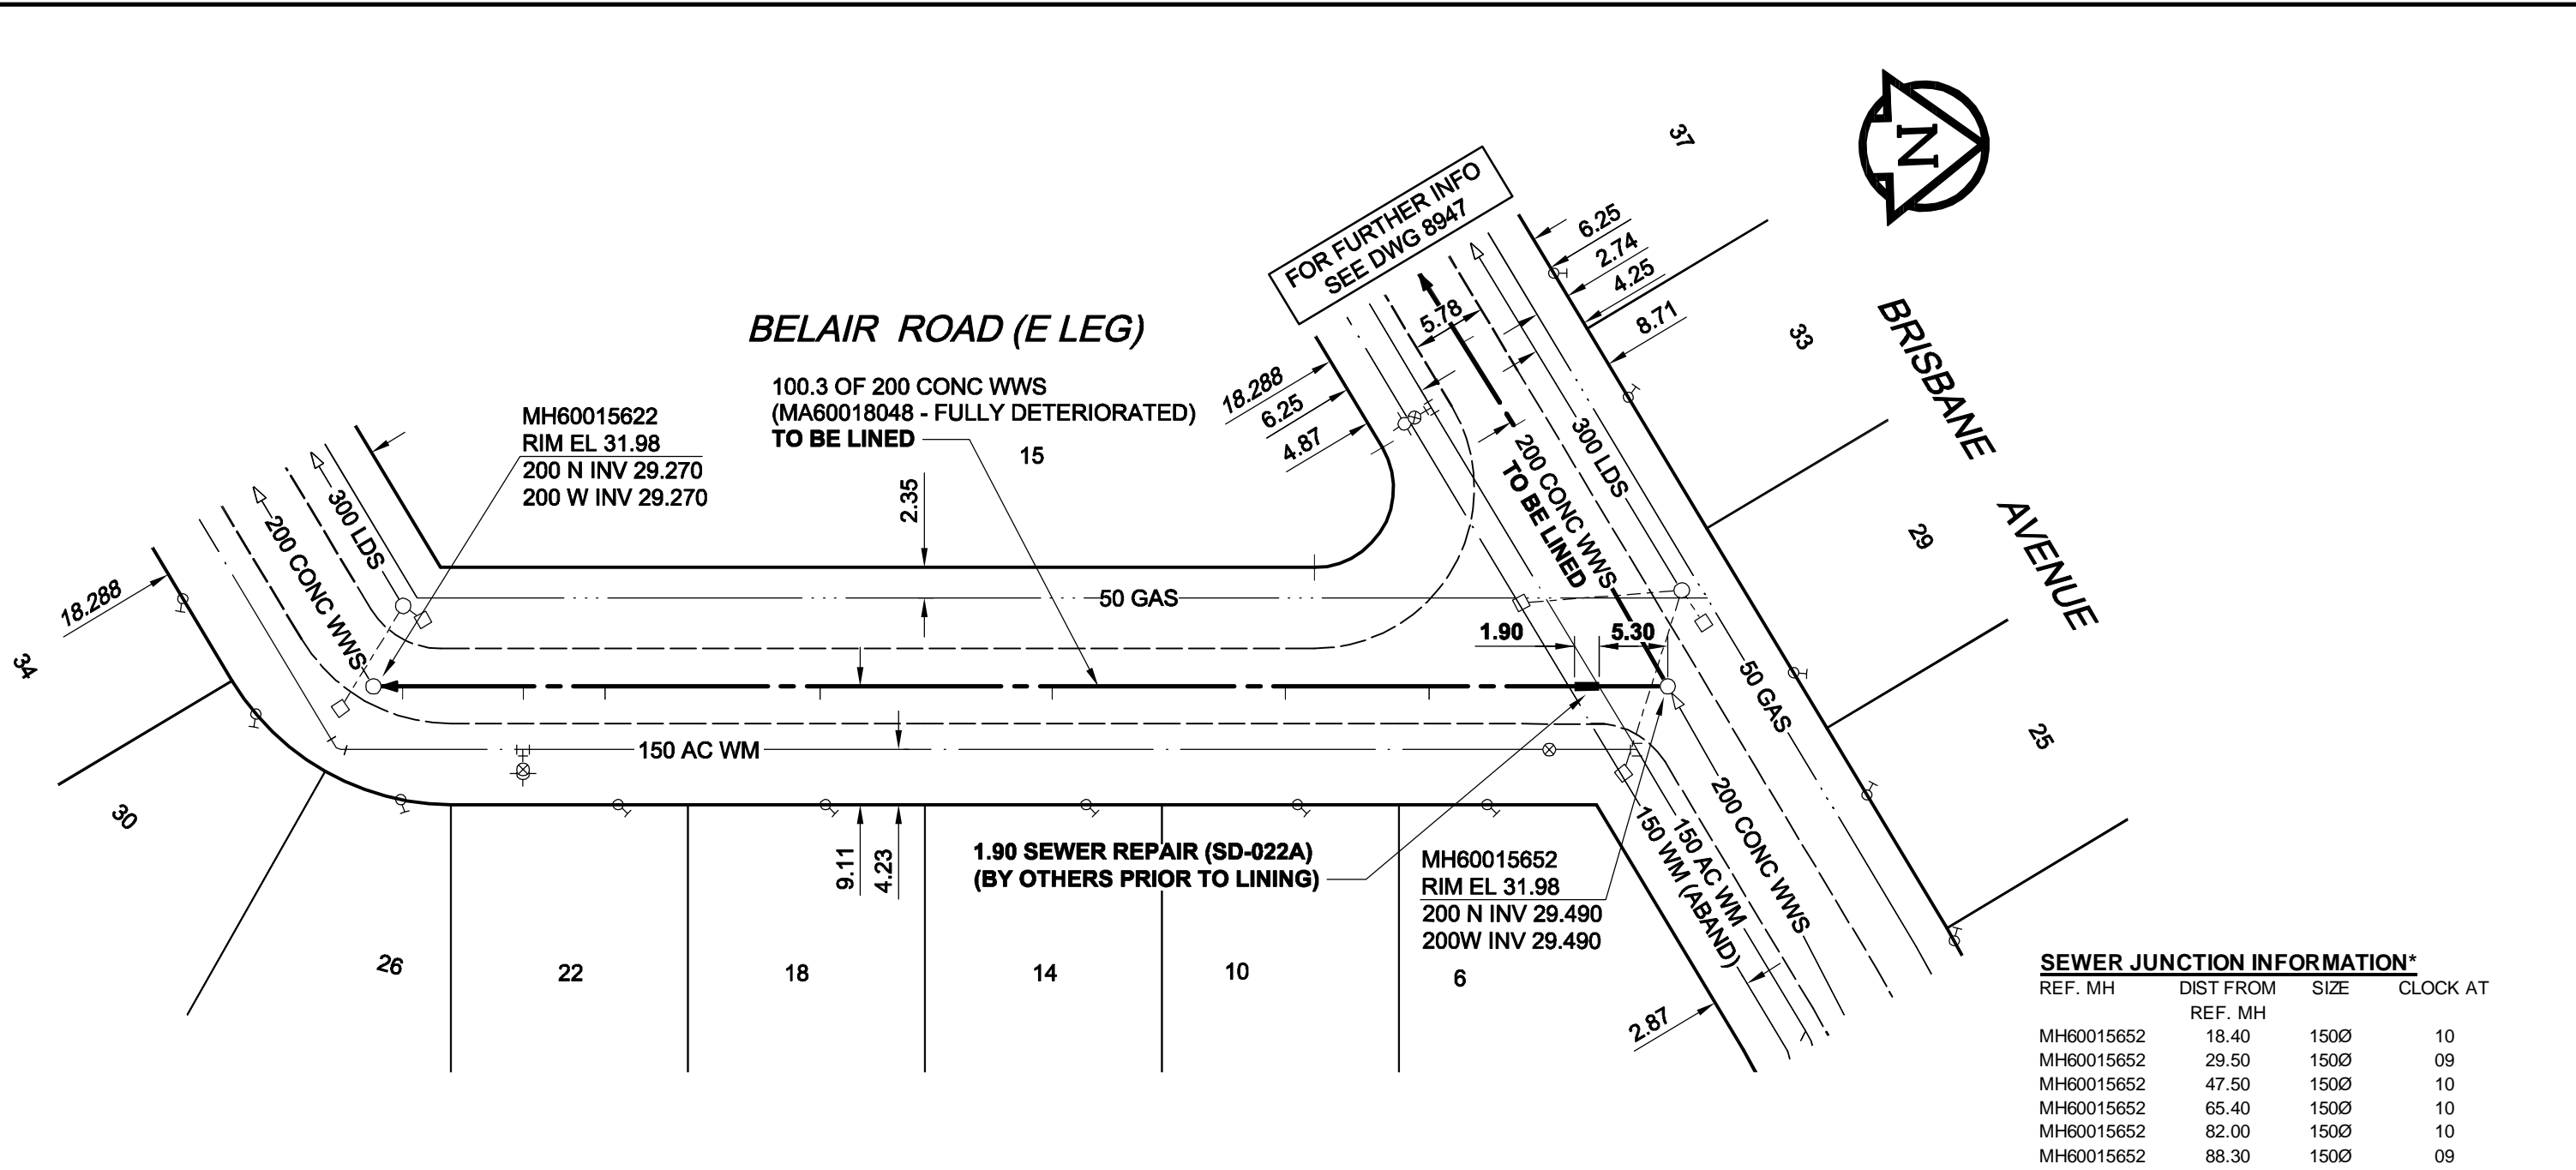 N
37
FOR FURTHER INFO
SEE DWG 8947
6.25
2.74
4.25
8.71
33
BRISBANE
AVENUE
29
25
BELAIR ROAD (E LEG)
100.3 OF 200 CONC WWS
(MA60018048 - FULLY DETERIORATED)
TO BE LINED
15
MH60015622
RIM EL 31.98
200 N INV 29.270
200 W INV 29.270
5.78
18.288
6.25
4.87
2.35
300 LDS
200 CONC WWS
18.288
34
30
200 CONC WWS
TO BE LINED
300 LDS
50 GAS
1.90
5.30
50 GAS
150 AC WM
200 CONC WWS
150 AC WM
150 WM (ABAND)
9.11
4.23
1.90 SEWER REPAIR (SD-022A)
(BY OTHERS PRIOR TO LINING)
MH60015652
RIM EL 31.98
200 N INV 29.490
200W INV 29.490
26
22
18
14
10
6
2.87
SEWER JUNCTION INFORMATION*
REF. MH DIST FROM SIZE CLOCK AT
REF. MH
MH60015652 18.40 150Ø 10
MH60015652 29.50 150Ø 09
MH60015652 47.50 150Ø 10
MH60015652 65.40 150Ø 10
MH60015652 82.00 150Ø 10
MH60015652 88.30 150Ø 09